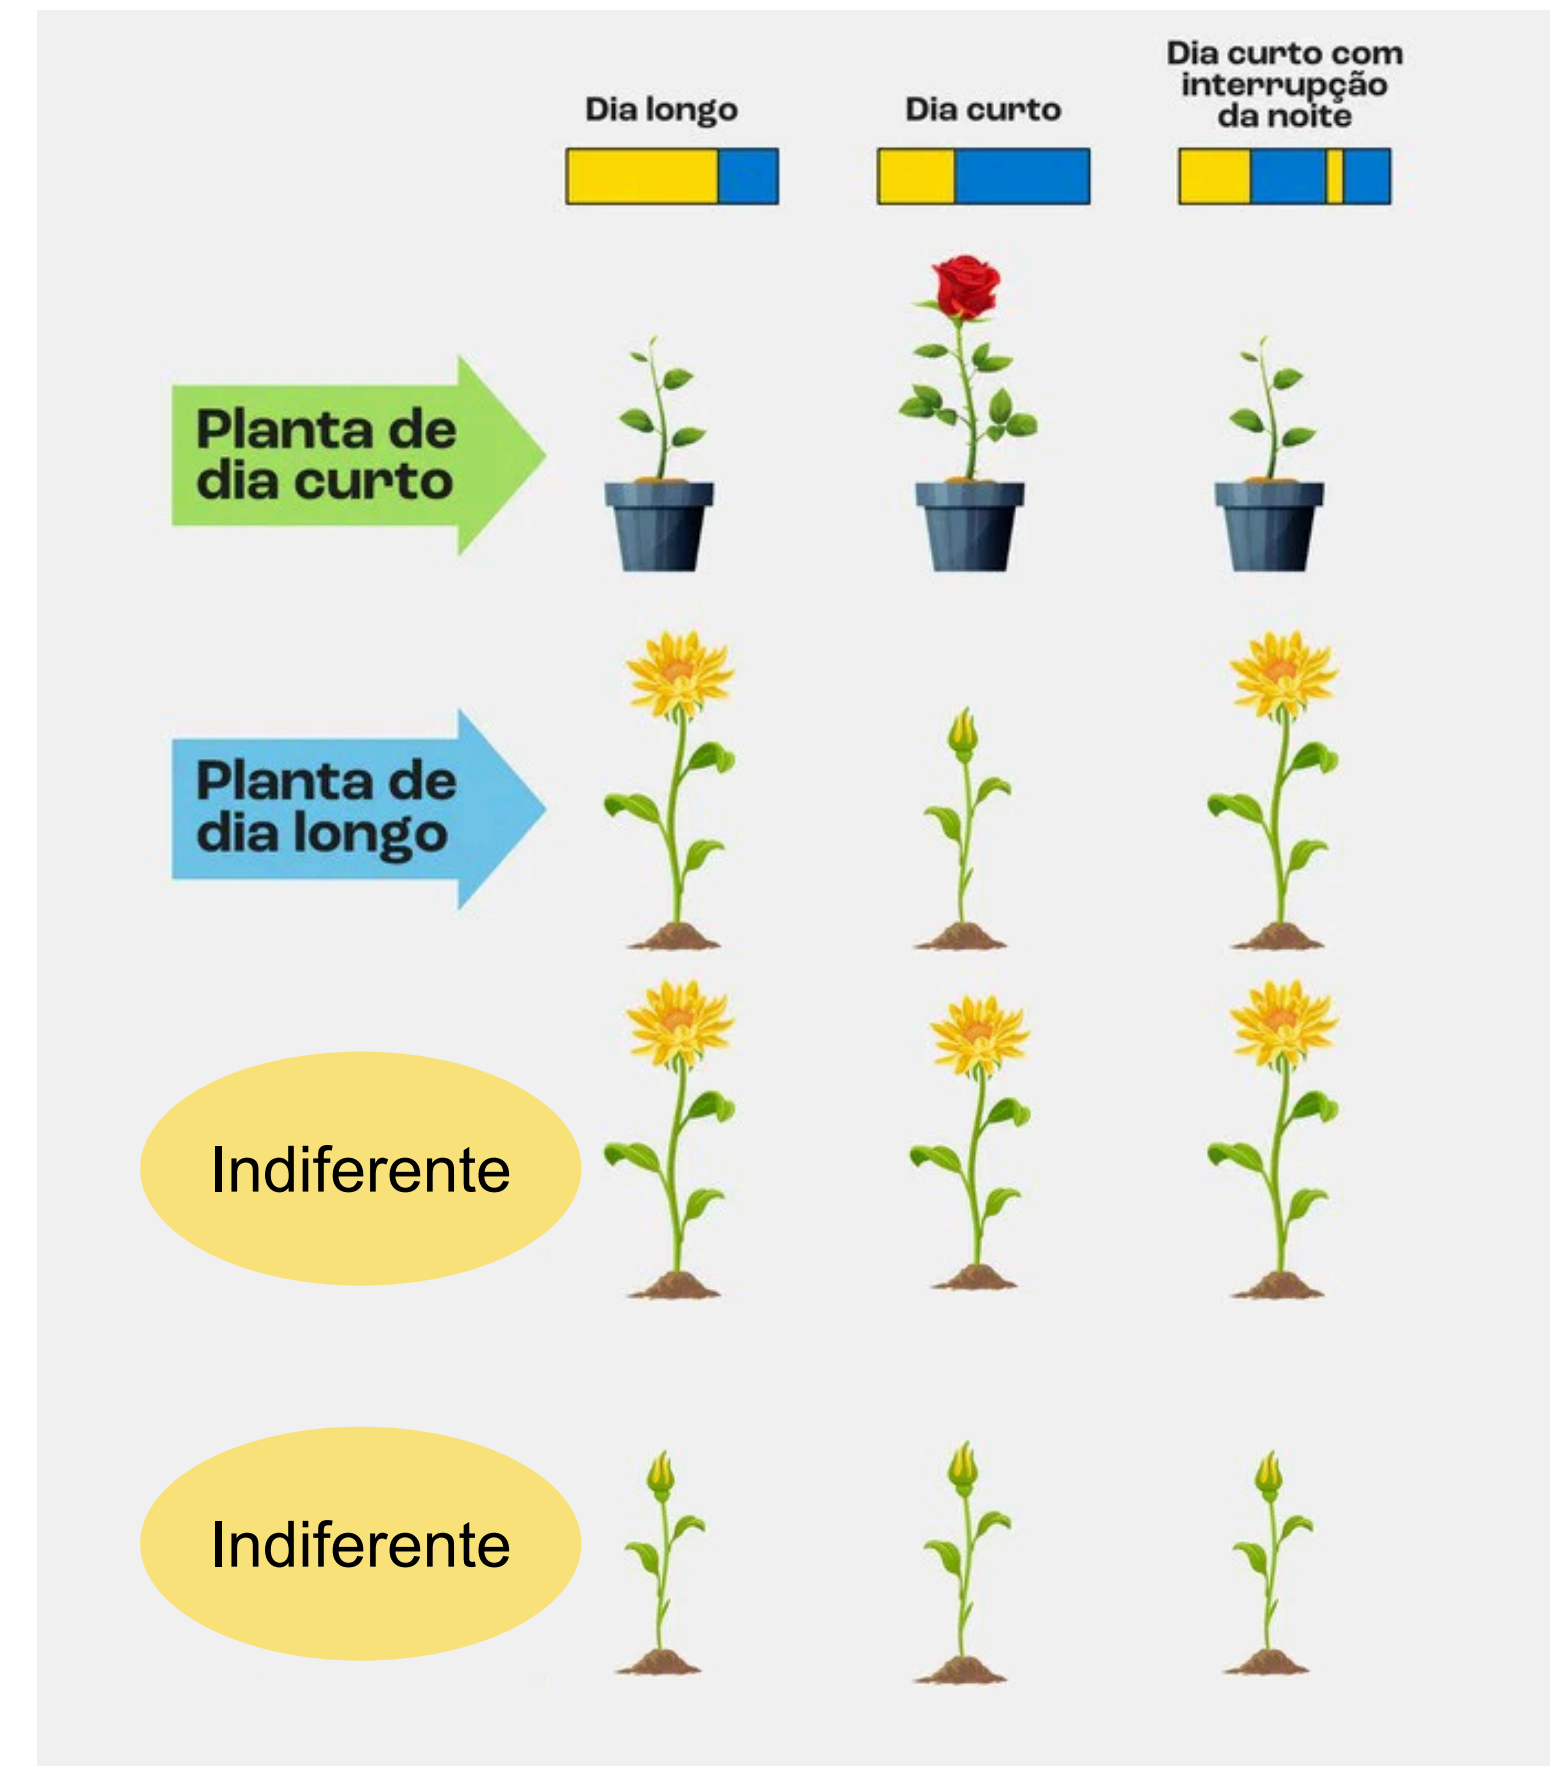 Dia longo
Dia curto
Dia curto com
interrupção
da noite
Planta de
dia curto
Planta de
dia longo
Indiferente
Indiferente